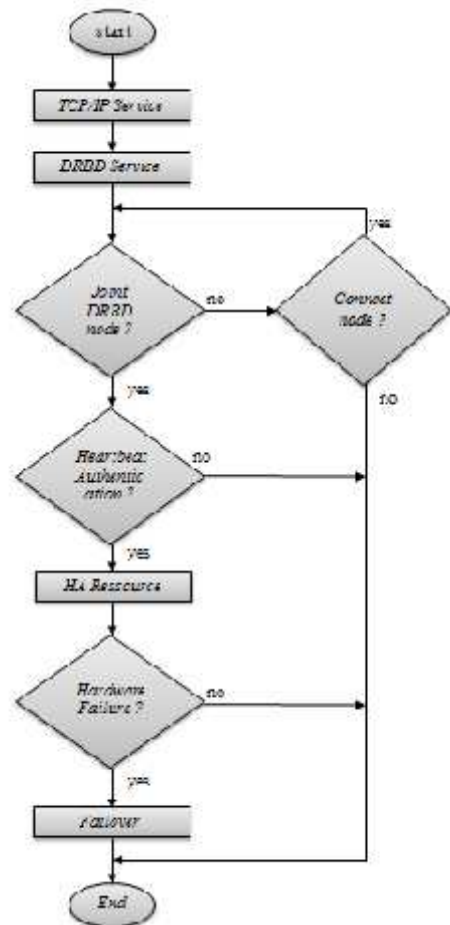 start
TCP/IP Service
DRBD Service
yes
Joint
DRBD
node ?
no
Connect
node ?
yes
no
Heartbeat
Authentic
ation ?
no
yes
HA Ressource
Hardware
Failure ?
no
yes
Failover
End